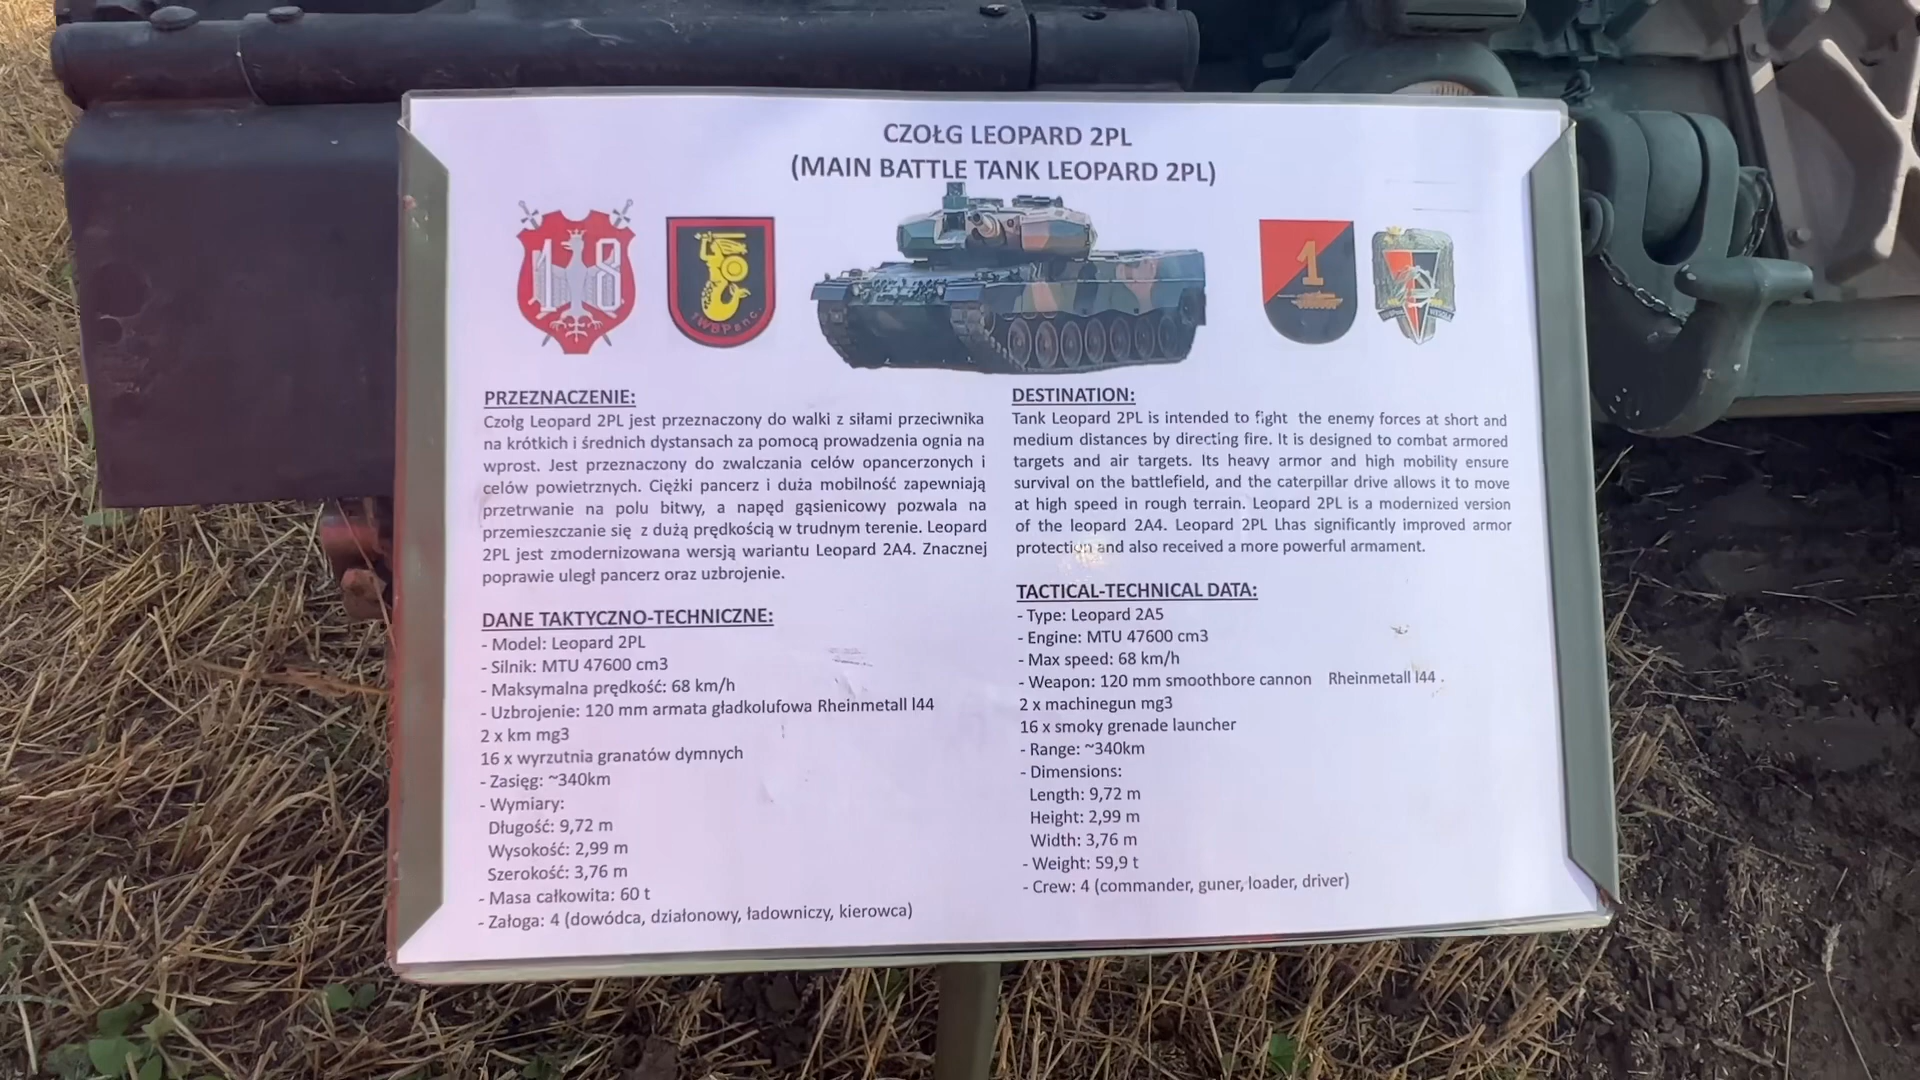 CZOŁG LEOPARD 2PL
(MAIN BATTLE TANK LEOPARD 2PL)
18
1WBPanc.
1
PRZEZNACZENIE:
Czołg Leopard 2PL jest przeznaczony do walki z siłami przeciwnika
na krótkich i średnich dystansach za pomocą prowadzenia ognia na
wprost. Jest przeznaczony do zwalczania celów opancerzonych i
celów powietrznych. Ciężki pancerz i duża mobilność zapewniają
przetrwanie na polu bitwy, a napęd gąsienicowy pozwala na
przemieszczanie się z dużą prędkością w trudnym terenie. Leopard
2PL jest zmodernizowana wersją wariantu Leopard 2A4. Znacznej
poprawie uległ pancerz oraz uzbrojenie.
DANE TAKTYCZNO-TECHNICZNE:
- Model: Leopard 2PL
- Silnik: MTU 47600 cm3
- Maksymalna prędkość: 68 km/h
- Uzbrojenie: 120 mm armata gładkolufowa Rheinmetall l44
2 x km mg3
16 x wyrzutnia granatów dymnych
- Zasięg: ~340km
- Wymiary:
Długość: 9,72 m
Wysokość: 2,99 m
Szerokość: 3,76 m
- Masa całkowita: 60 t
- Załoga: 4 (dowódca, działonowy, ładowniczy, kierowca)
DESTINATION:
Tank Leopard 2PL is intended to fight the enemy forces at short and
medium distances by directing fire. It is designed to combat armored
targets and air targets. Its heavy armor and high mobility ensure
survival on the battlefield, and the caterpillar drive allows it to move
at high speed in rough terrain. Leopard 2PL is a modernized version
of the leopard 2A4. Leopard 2PL Lhas significantly improved armor
protection and also received a more powerful armament.
TACTICAL-TECHNICAL DATA:
- Type: Leopard 2A5
- Engine: MTU 47600 cm3
- Max speed: 68 km/h
- Weapon: 120 mm smoothbore cannon Rheinmetall l44 .
2 x machinegun mg3
16 x smoky grenade launcher
- Range: ~340km
- Dimensions:
Length: 9,72 m
Height: 2,99 m
Width: 3,76 m
- Weight: 59,9 t
- Crew: 4 (commander, guner, loader, driver)